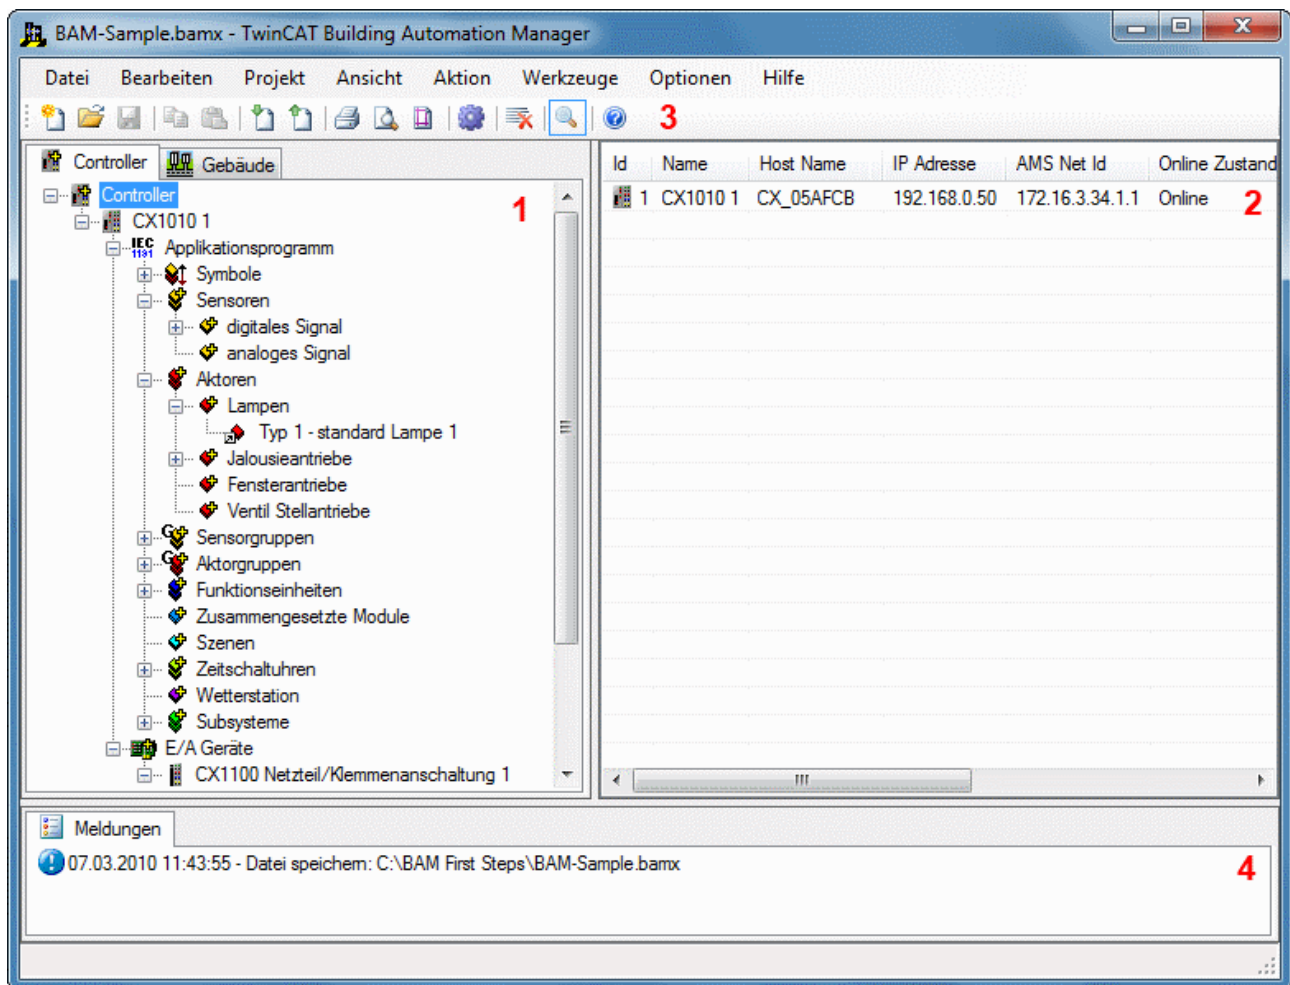 BAM-Sample.bamx - TwinCAT Building Automation Manager
Datei Bearbeiten Projekt Ansicht Aktion Werkzeuge Optionen Hilfe
3
Controller Gebäude
Id Name Host Name IP Adresse AMS Net Id Online Zustand
1 CX1010 1 CX_05AFCB 192.168.0.50 172.16.3.34.1.1 Online 2
Controller
1
CX1010 1
IEC 1131 Applikationsprogramm
Symbole
Sensoren
digitales Signal
analoges Signal
Aktoren
Lampen
Typ 1 - standard Lampe 1
Jalousieantriebe
Fensterantriebe
Ventil Stellantriebe
G Sensorgruppen
G Aktorgruppen
Funktionseinheiten
Zusammengesetzte Module
Szenen
Zeitschaltuhren
Wetterstation
Subsysteme
E/A Geräte
CX1100 Netzteil/Klemmenanschaltung 1
Meldungen
07.03.2010 11:43:55 - Datei speichern: C:\BAM First Steps\BAM-Sample.bamx
4